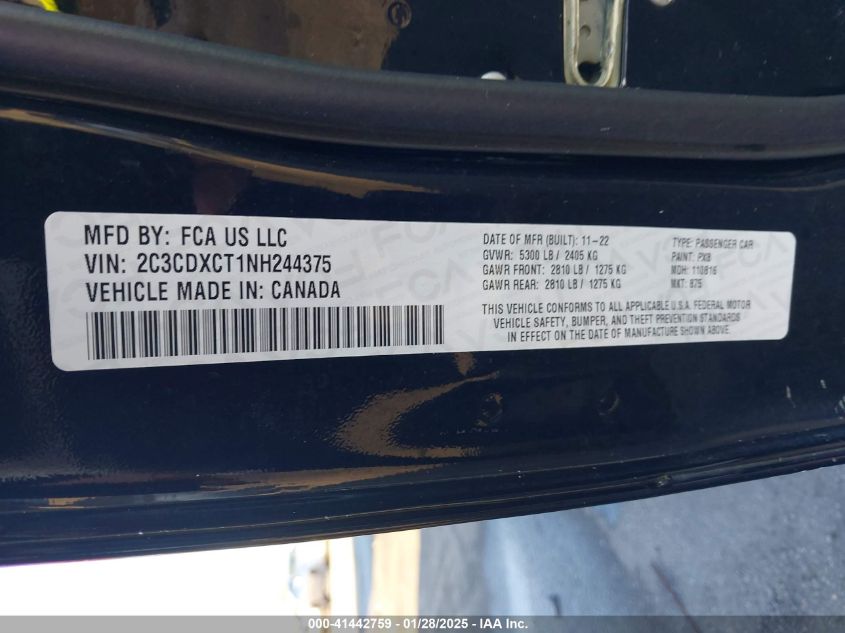 MFD BY: FCA US LLC
VIN: 2C3CDXCT1NH244375
VEHICLE MADE IN: CANADA
DATE OF MFR (BUILT): 11-22
GVWR: 5300 LB / 2405 KG
GAWR FRONT: 2810 LB / 1275 KG
GAWR REAR: 2810 LB / 1275 KG
TYPE: PASSENGER CAR
PAINT: PX8
MDH: 110816
MXT: 875
THIS VEHICLE CONFORMS TO ALL APPLICABLE U.S.A. FEDERAL MOTOR
VEHICLE SAFETY, BUMPER, AND THEFT PREVENTION STANDARDS
IN EFFECT ON THE DATE OF MANUFACTURE SHOWN ABOVE.
000-41442759 - 01/28/2025 - IAAI.COM